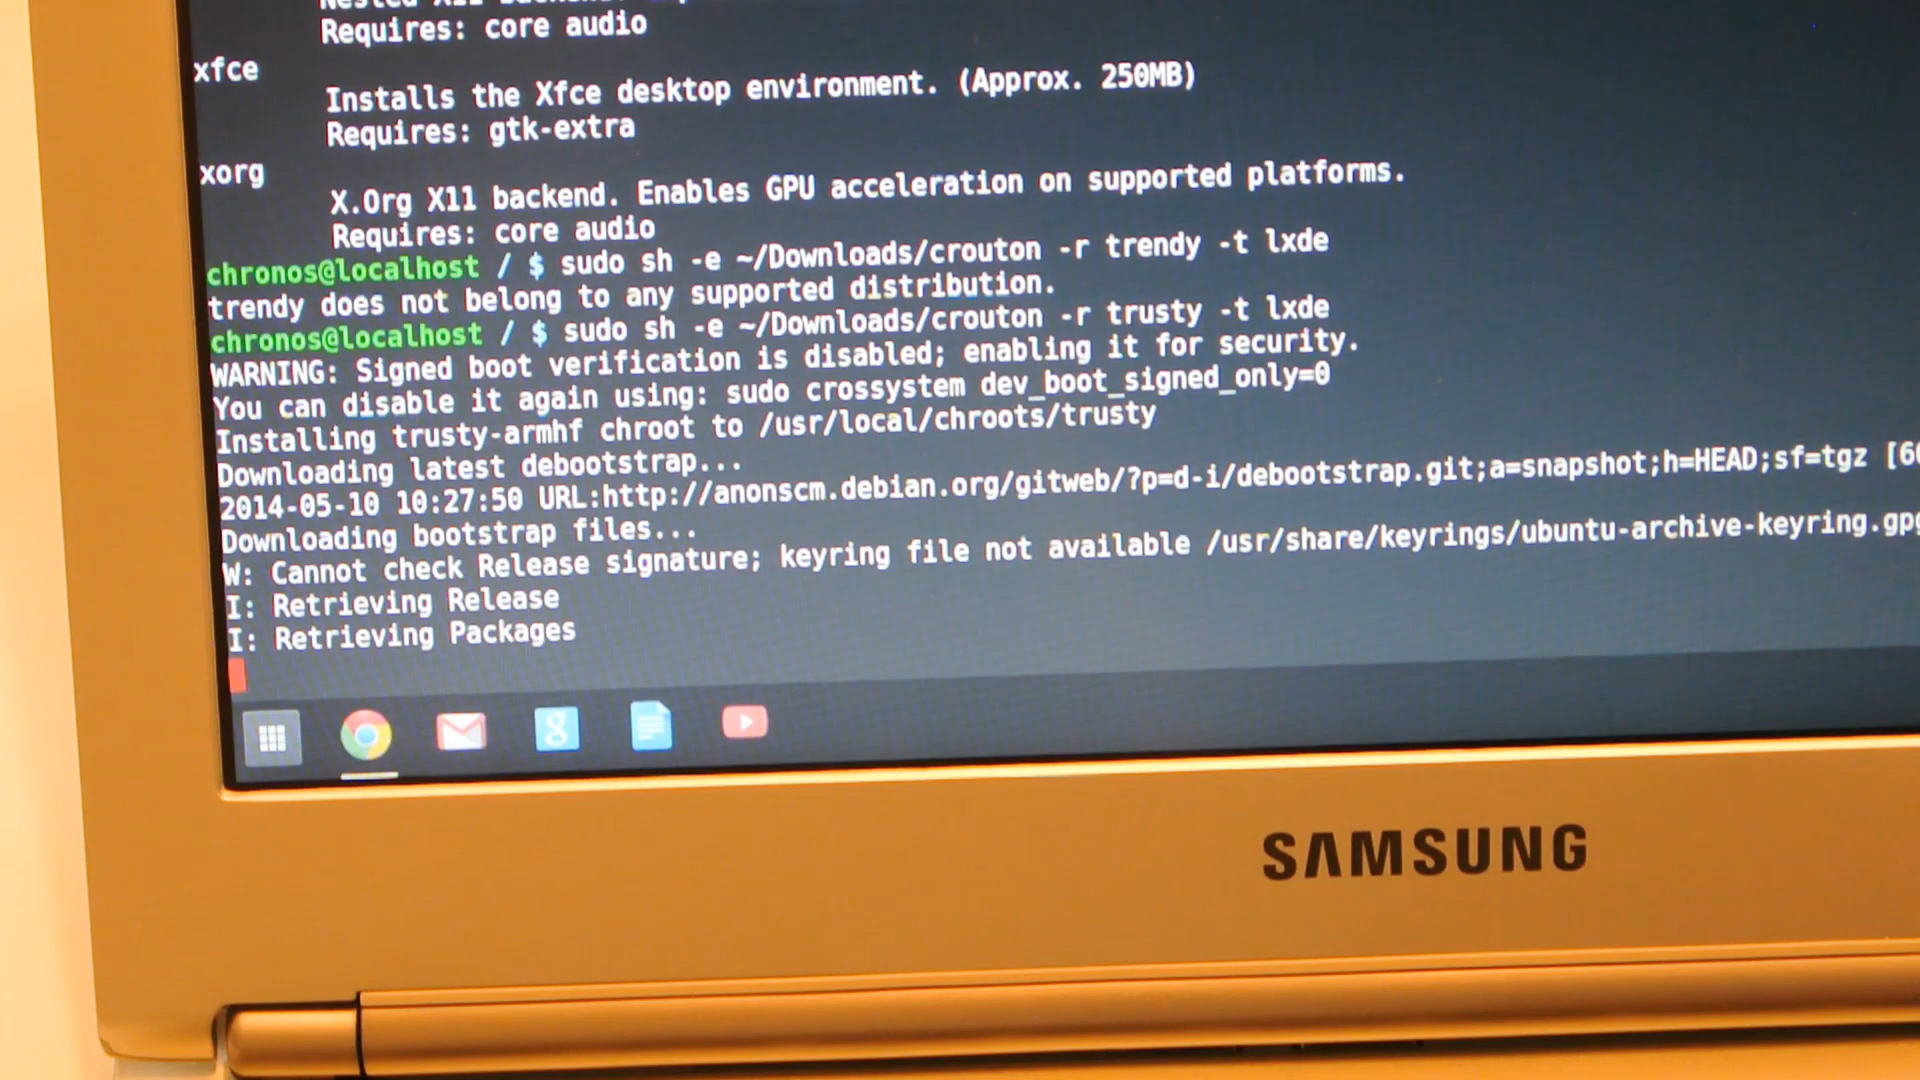 Nested X11 backend.
Requires: core audio
xfce
Installs the Xfce desktop environment. (Approx. 250MB)
Requires: gtk-extra
xorg
X.Org X11 backend. Enables GPU acceleration on supported platforms.
Requires: core audio
chronos@localhost / $ sudo sh -e ~/Downloads/crouton -r trendy -t lxde
trendy does not belong to any supported distribution.
chronos@localhost / $ sudo sh -e ~/Downloads/crouton -r trusty -t lxde
WARNING: Signed boot verification is disabled; enabling it for security.
You can disable it again using: sudo crossystem dev_boot_signed_only=0
Installing trusty-armhf chroot to /usr/local/chroots/trusty
Downloading latest debootstrap...
2014-05-10 10:27:50 URL:http://anonscm.debian.org/gitweb/?p=d-i/debootstrap.git;a=snapshot;h=HEAD;sf=tgz [60
Downloading bootstrap files...
W: Cannot check Release signature; keyring file not available /usr/share/keyrings/ubuntu-archive-keyring.gpg
I: Retrieving Release
I: Retrieving Packages
g
SAMSUNG